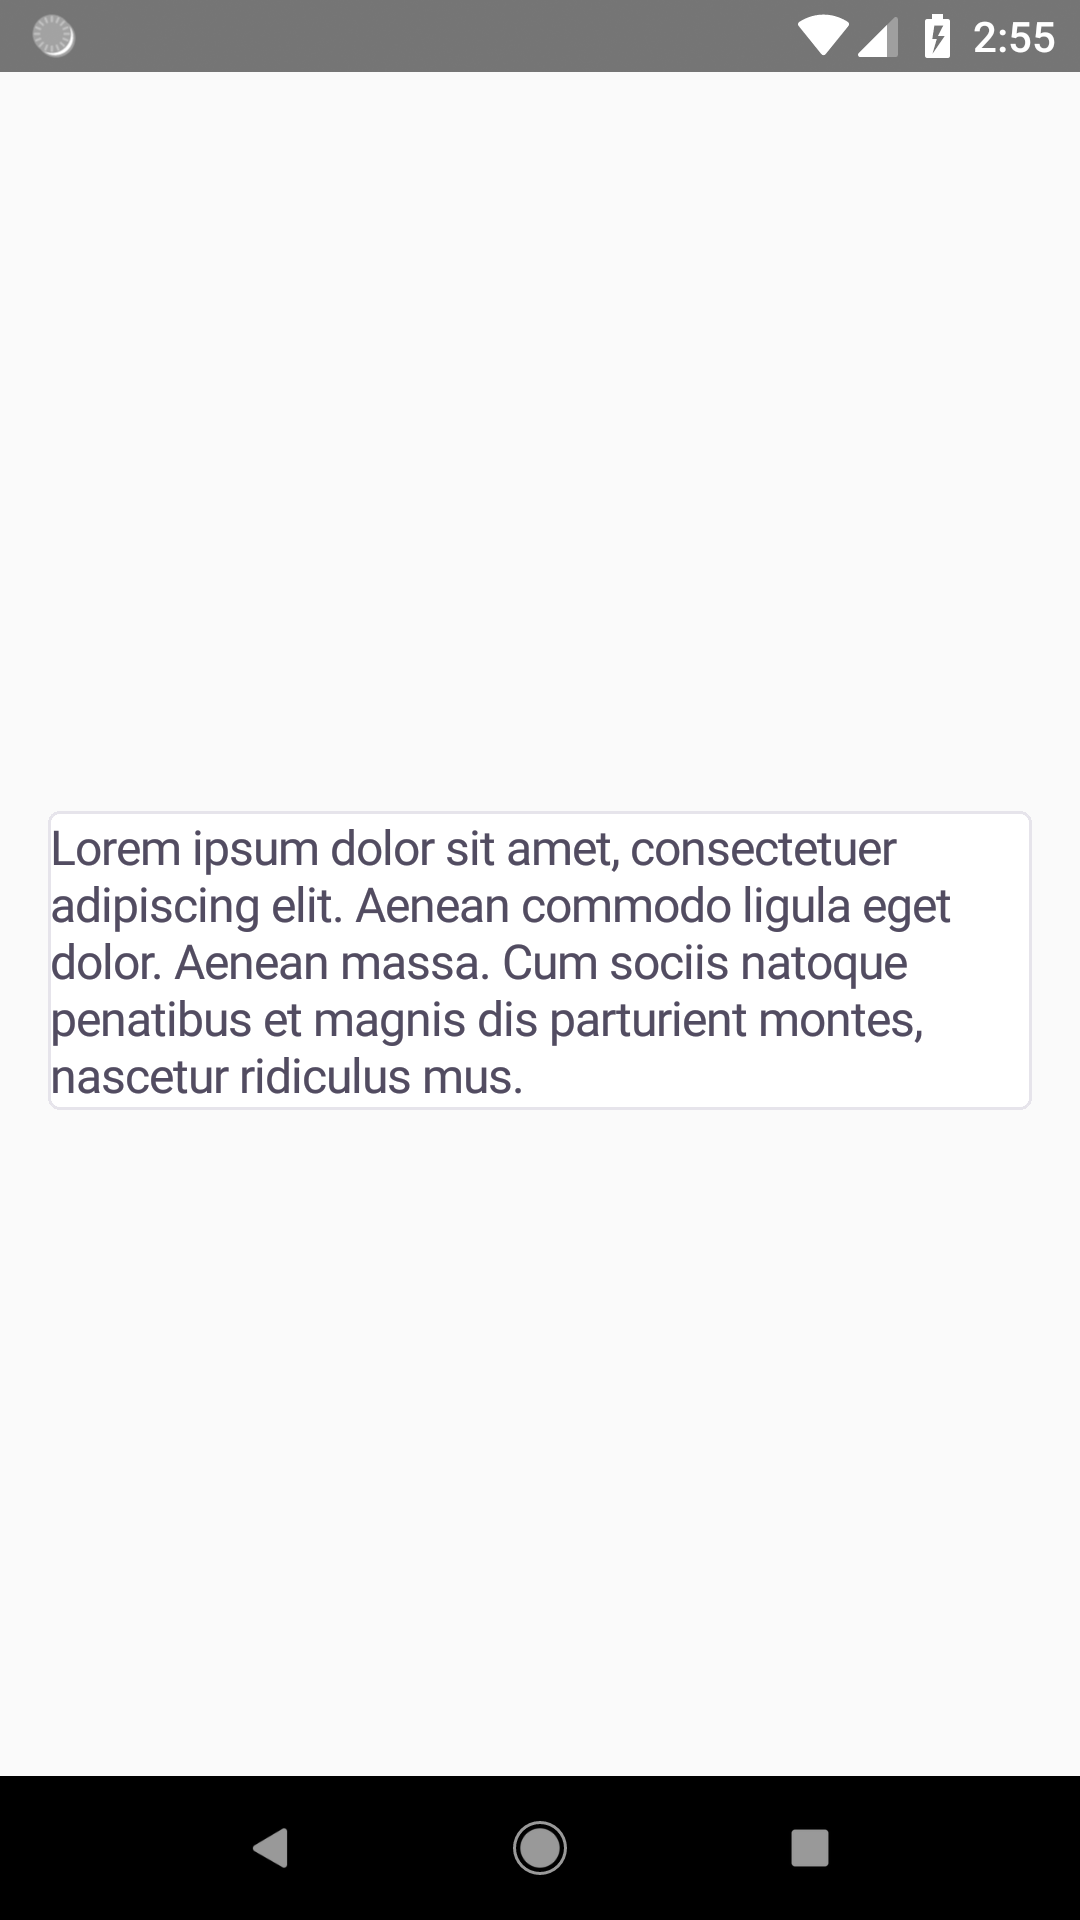 2:55
Lorem ipsum dolor sit amet, consectetuer
adipiscing elit. Aenean commodo ligula eget
dolor. Aenean massa. Cum sociis natoque
penatibus et magnis dis parturient montes,
nascetur ridiculus mus.